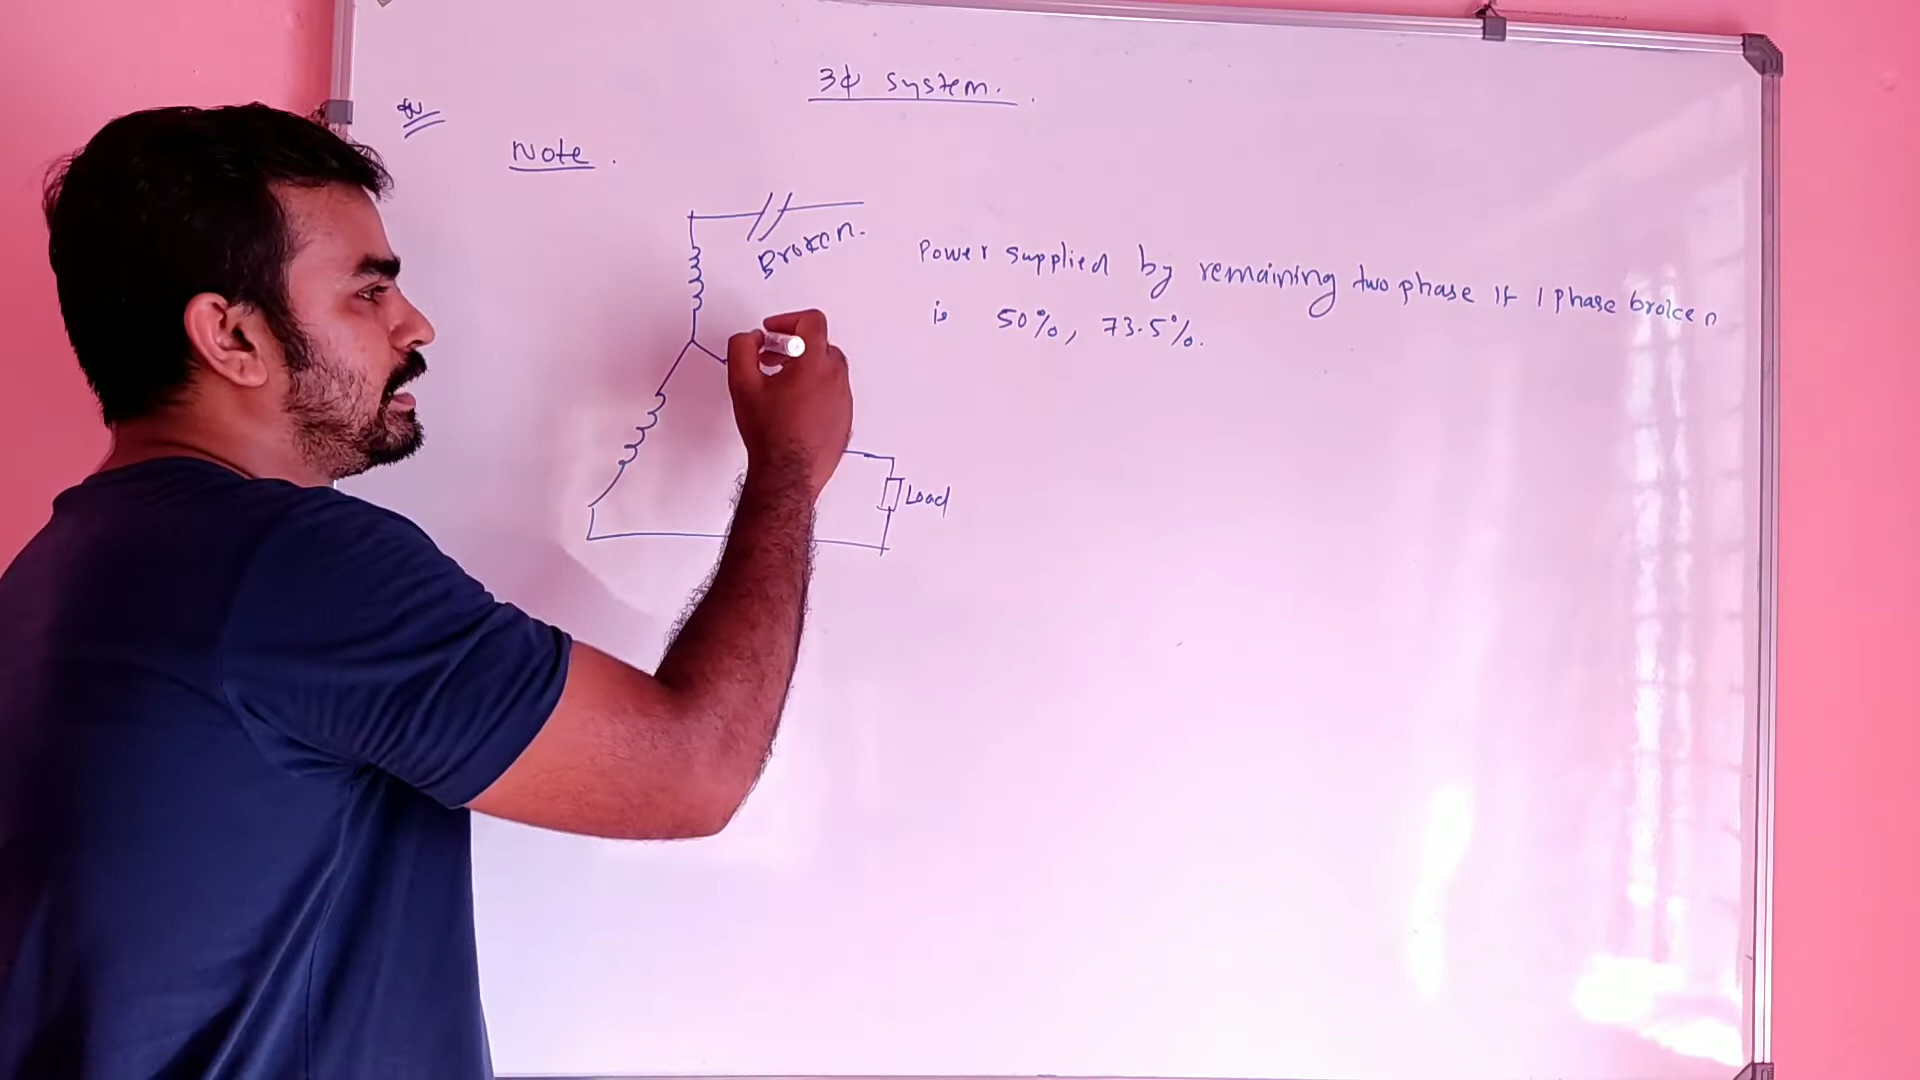 3ϕ system.
Note.
Broken.
Power supplied by remaining two phase if 1 phase broken
is 50%, 73.5%.
Load